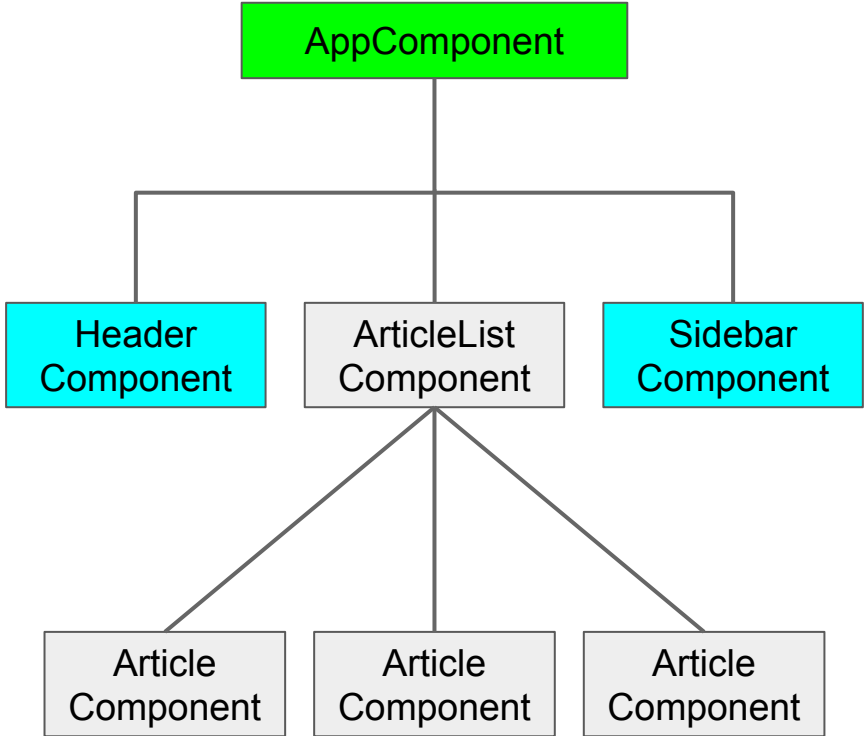 AppComponent
Header
Component
ArticleList
Component
Sidebar
Component
Article
Component
Article
Component
Article
Component